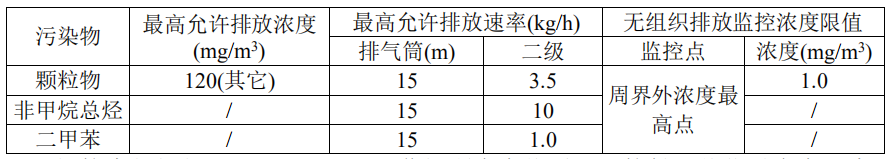 污染物 最高允许排放浓度(mg/m³) 最高允许排放速率(kg/h) 无组织排放监控浓度限值
排气筒(m) 二级 监控点 浓度(mg/m³)
颗粒物 120(其它) 15 3.5 周界外浓度最高点 1.0
非甲烷总烃 / 15 10 /
二甲苯 / 15 1.0 /